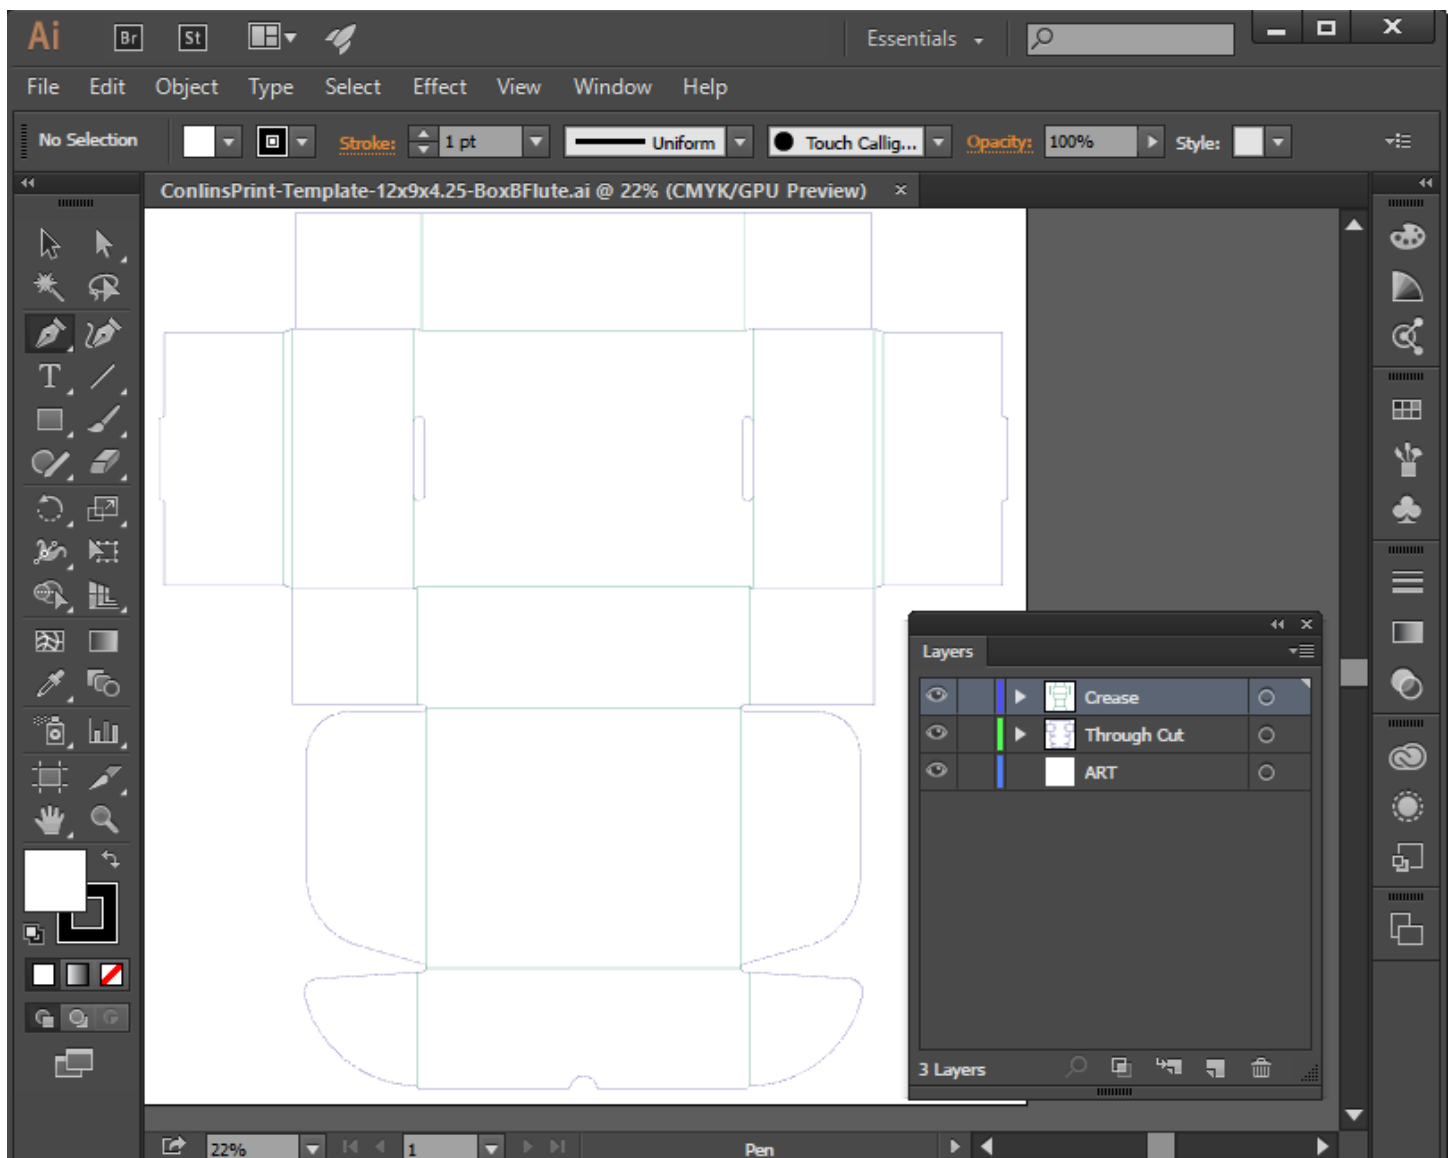 Ai Br St Essentials
File Edit Object Type Select Effect View Window Help
No Selection Stroke: 1 pt Uniform Touch Callig... Opacity: 100% Style:
ConlinsPrint-Template-12x9x4.25-BoxBFlute.ai @ 22% (CMYK/GPU Preview) ×
Layers
Crease
Through Cut
ART
3 Layers
22% 1 Pen